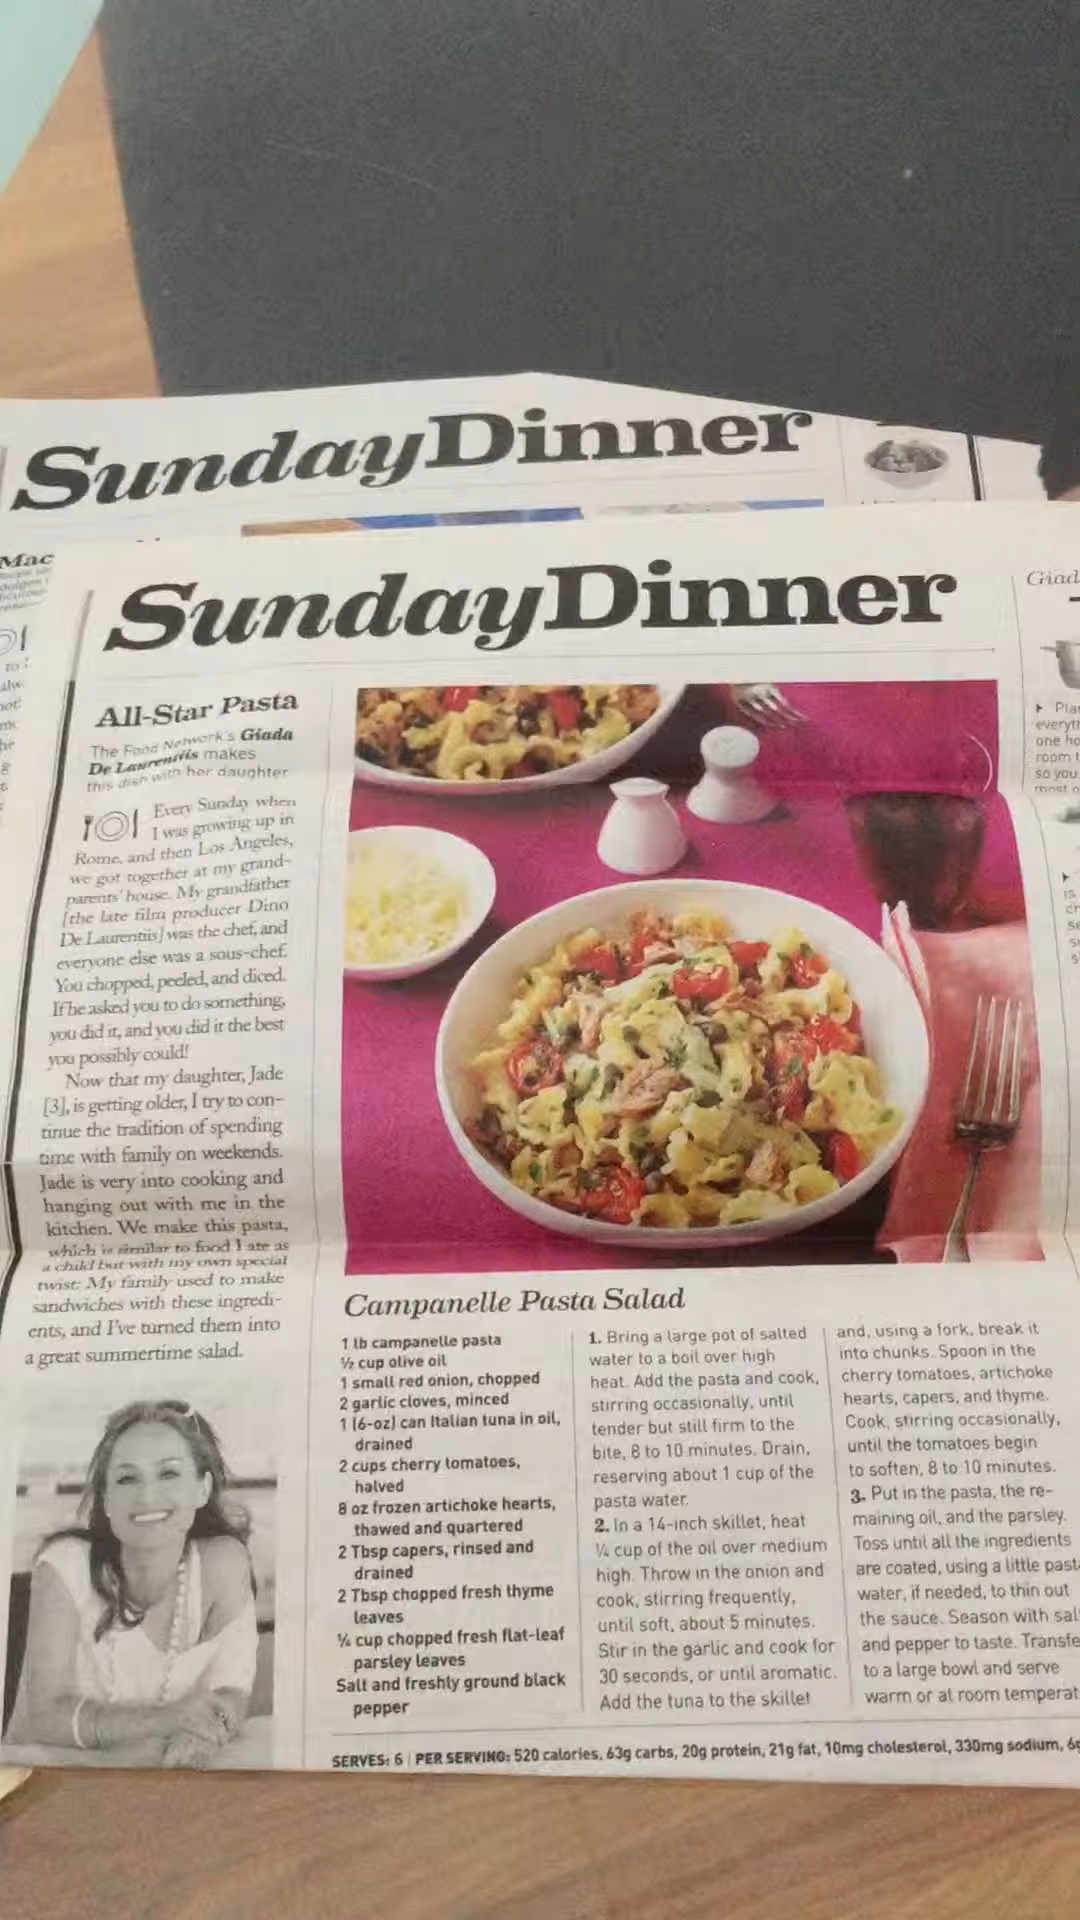 SundayDinner
Mac
SundayDinner
All-Star Pasta
The Food Network's Giada
De Laurentiis makes
this dish with her daughter
Every Sunday when
I was growing up in
Rome, and then Los Angeles,
we got together at my grand-
parents' house. My grandfather
[the late film producer Dino
De Laurentiis] was the chef, and
everyone else was a sous-chef.
You chopped, peeled, and diced.
If he asked you to do something,
you did it, and you did it the best
you possibly could!
Now that my daughter, Jade
[3], is getting older, I try to con-
tinue the tradition of spending
time with family on weekends.
Jade is very into cooking and
hanging out with me in the
kitchen. We make this pasta,
which is similar to food I ate as
a child but with my own special
twist: My family used to make
sandwiches with these ingredi-
ents, and I've turned them into
a great summertime salad.
Campanelle Pasta Salad
1 lb campanelle pasta
½ cup olive oil
1 small red onion, chopped
2 garlic cloves, minced
1 (6-oz) can Italian tuna in oil,
drained
2 cups cherry tomatoes,
halved
8 oz frozen artichoke hearts,
thawed and quartered
2 Tbsp capers, rinsed and
drained
2 Tbsp chopped fresh thyme
leaves
¼ cup chopped fresh flat-leaf
parsley leaves
Salt and freshly ground black
pepper
1. Bring a large pot of salted
water to a boil over high
heat. Add the pasta and cook,
stirring occasionally, until
tender but still firm to the
bite, 8 to 10 minutes. Drain,
reserving about 1 cup of the
pasta water.
2. In a 14-inch skillet, heat
¼ cup of the oil over medium
high. Throw in the onion and
cook, stirring frequently,
until soft, about 5 minutes.
Stir in the garlic and cook for
30 seconds, or until aromatic.
Add the tuna to the skillet
and, using a fork, break it
into chunks. Spoon in the
cherry tomatoes, artichoke
hearts, capers, and thyme.
Cook, stirring occasionally,
until the tomatoes begin
to soften, 8 to 10 minutes.
3. Put in the pasta, the re-
maining oil, and the parsley.
Toss until all the ingredients
are coated, using a little past
water, if needed, to thin out
the sauce. Season with sal
and pepper to taste. Transfe
to a large bowl and serve
warm or at room temperat
SERVES: 6 | PER SERVING: 520 calories, 63g carbs, 20g protein, 21g fat, 10mg cholesterol, 330mg sodium, 6g
Giad
Pla
everyt
one ho
room t
so you
most o